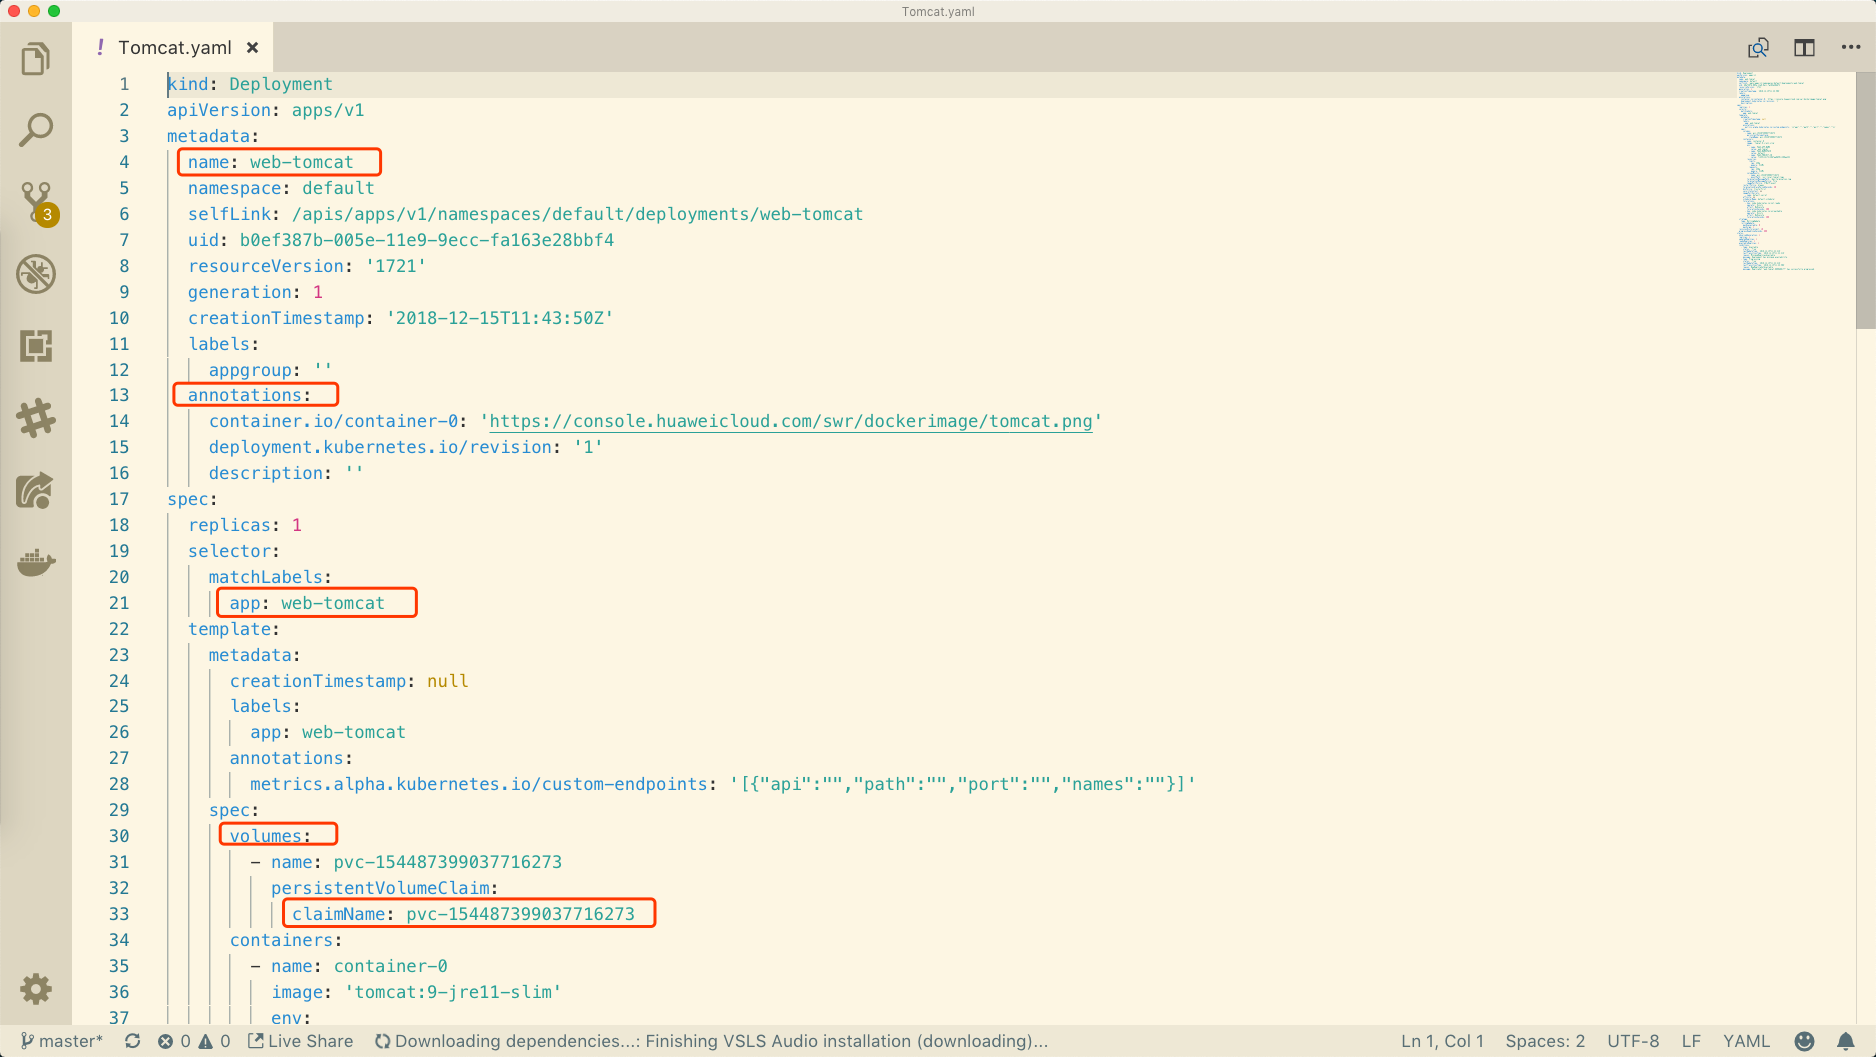 Tomcat.yaml
! Tomcat.yaml ×
1 kind: Deployment
2 apiVersion: apps/v1
3 metadata:
4 name: web-tomcat
5 namespace: default
6 selfLink: /apis/apps/v1/namespaces/default/deployments/web-tomcat
7 uid: b0ef387b-005e-11e9-9ecc-fa163e28bbf4
8 resourceVersion: '1721'
9 generation: 1
10 creationTimestamp: '2018-12-15T11:43:50Z'
11 labels:
12 appgroup: ''
13 annotations:
14 container.io/container-0: 'https://console.huaweicloud.com/swr/dockerimage/tomcat.png'
15 deployment.kubernetes.io/revision: '1'
16 description: ''
17 spec:
18 replicas: 1
19 selector:
20 matchLabels:
21 app: web-tomcat
22 template:
23 metadata:
24 creationTimestamp: null
25 labels:
26 app: web-tomcat
27 annotations:
28 metrics.alpha.kubernetes.io/custom-endpoints: '[{"api":"","path":"","port":"","names":""}]'
29 spec:
30 volumes:
31 - name: pvc-154487399037716273
32 persistentVolumeClaim:
33 claimName: pvc-154487399037716273
34 containers:
35 - name: container-0
36 image: 'tomcat:9-jre11-slim'
37 env:
3
master* 0 0 Live Share Downloading dependencies...: Finishing VSLS Audio installation (downloading)... Ln 1, Col 1 Spaces: 2 UTF-8 LF YAML